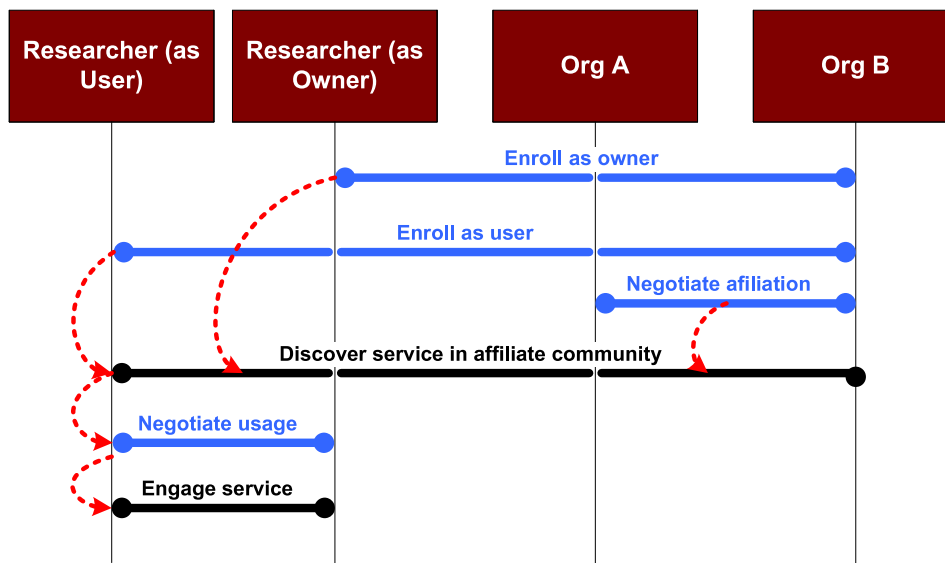 Researcher (as
User)
Researcher (as
Owner)
Org A
Org B
Enroll as owner
Enroll as user
Negotiate afiliation
Discover service in affiliate community
Negotiate usage
Engage service